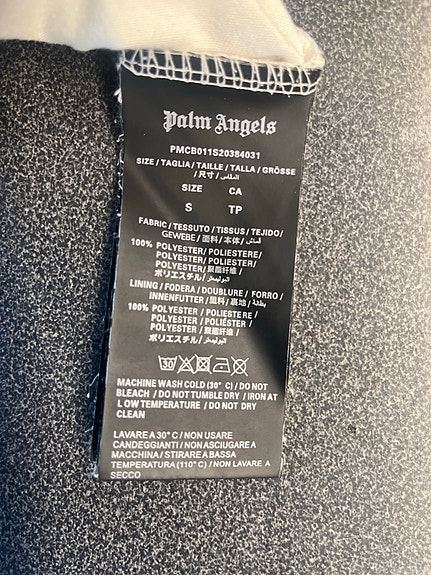 Palm Angels
PMCB011S20384031
SIZE / TAGLIA / TAILLE / TALLA / GRÖSSE
/ 尺寸 / المقاس
SIZE CA
S TP
FABRIC / TESSUTO / TISSUS / TEJIDO/
GEWEBE / 面料 / 本体 / قماش
100% POLYESTER/ POLIESTERE/
POLYESTER/ POLIESTER/
POLYESTER/ 聚酯纤维 /
ポリエステル/ البوليستر
LINING / FODERA / DOUBLURE / FORRO /
INNENFUTTER / 里料 / 裏地 / بطانة
100% POLYESTER / POLIESTERE /
POLYESTER / POLIÉSTER /
POLYESTER / 聚酯纤维 /
ポリエステル/ البوليستر
30
MACHINE WASH COLD (30° C) / DO NOT
BLEACH / DO NOT TUMBLE DRY / IRON AT
LOW TEMPERATURE / DO NOT DRY
CLEAN
LAVARE A 30° C / NON USARE
CANDEGGIANTI / NON ASCIUGARE A
MACCHINA / STIRARE A BASSA
TEMPERATURA (110° C) / NON LAVARE A
SECCO